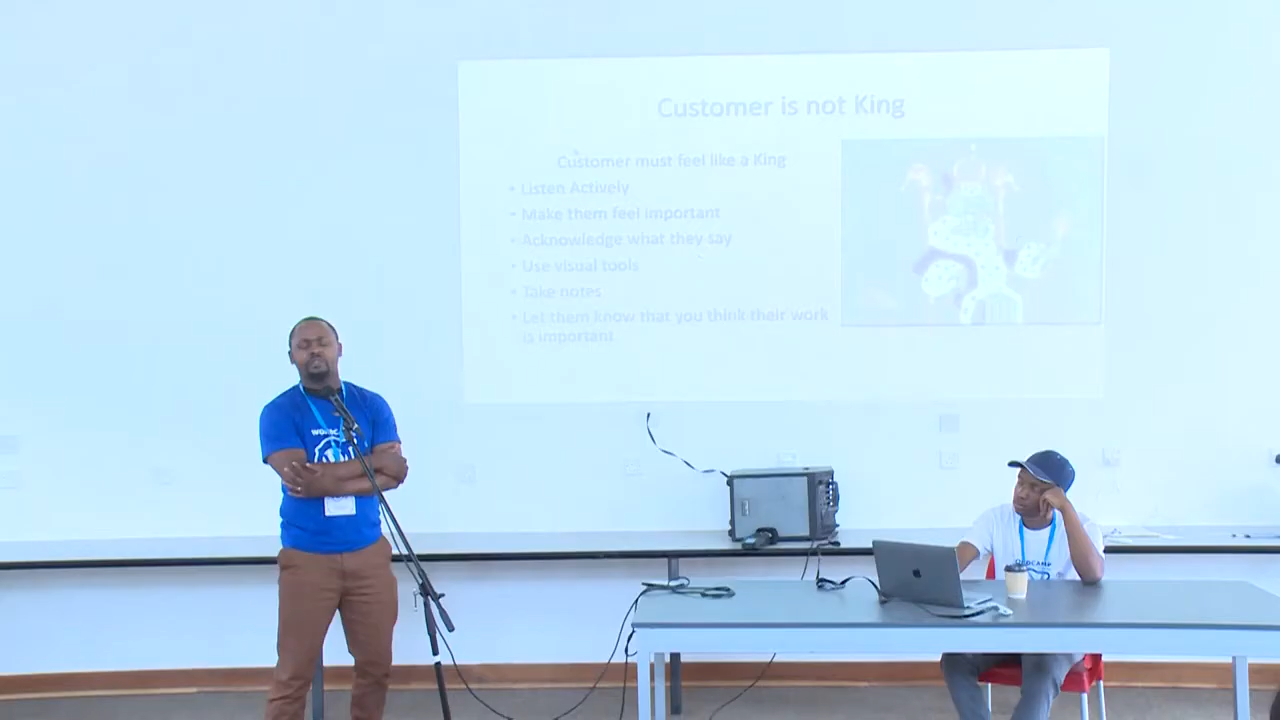 Customer is not King
Customer must feel like a King
• Listen Actively
• Make them feel important
• Acknowledge what they say
• Use visual tools
• Take notes
• Let them know that you think their work
is important
WORDCAMP